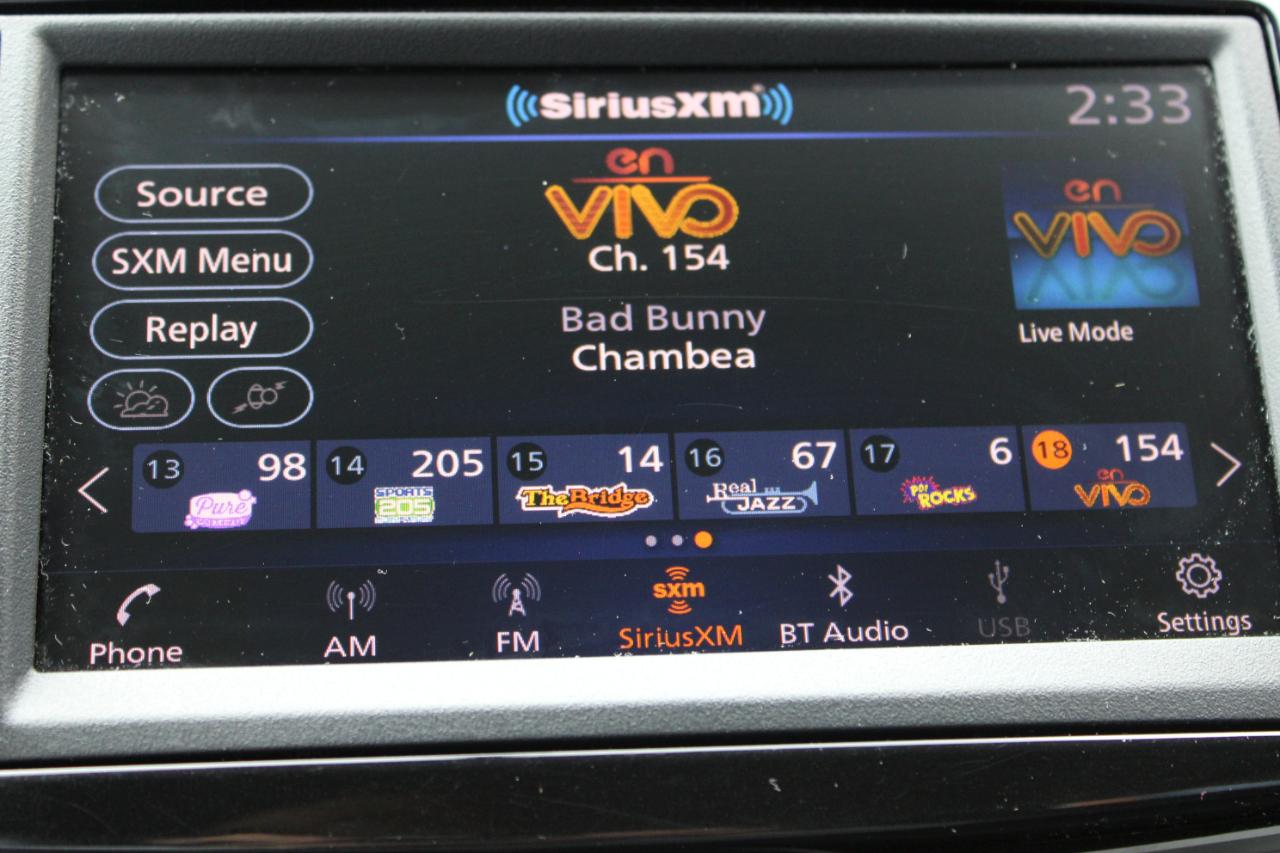 SiriusXM
2:33
Source
SXM Menu
Replay
en
VIVO
Ch. 154
Bad Bunny
Chambea
en
VIVO
Live Mode
13 98
Pure
14 205
SPORTS
205
15 14
The Bridge
16 67
Real
JAZZ
17 6
POP
ROCKS
18 154
en
VIVO
Phone
AM
FM
sxm
SiriusXM
BT Audio
USB
Settings